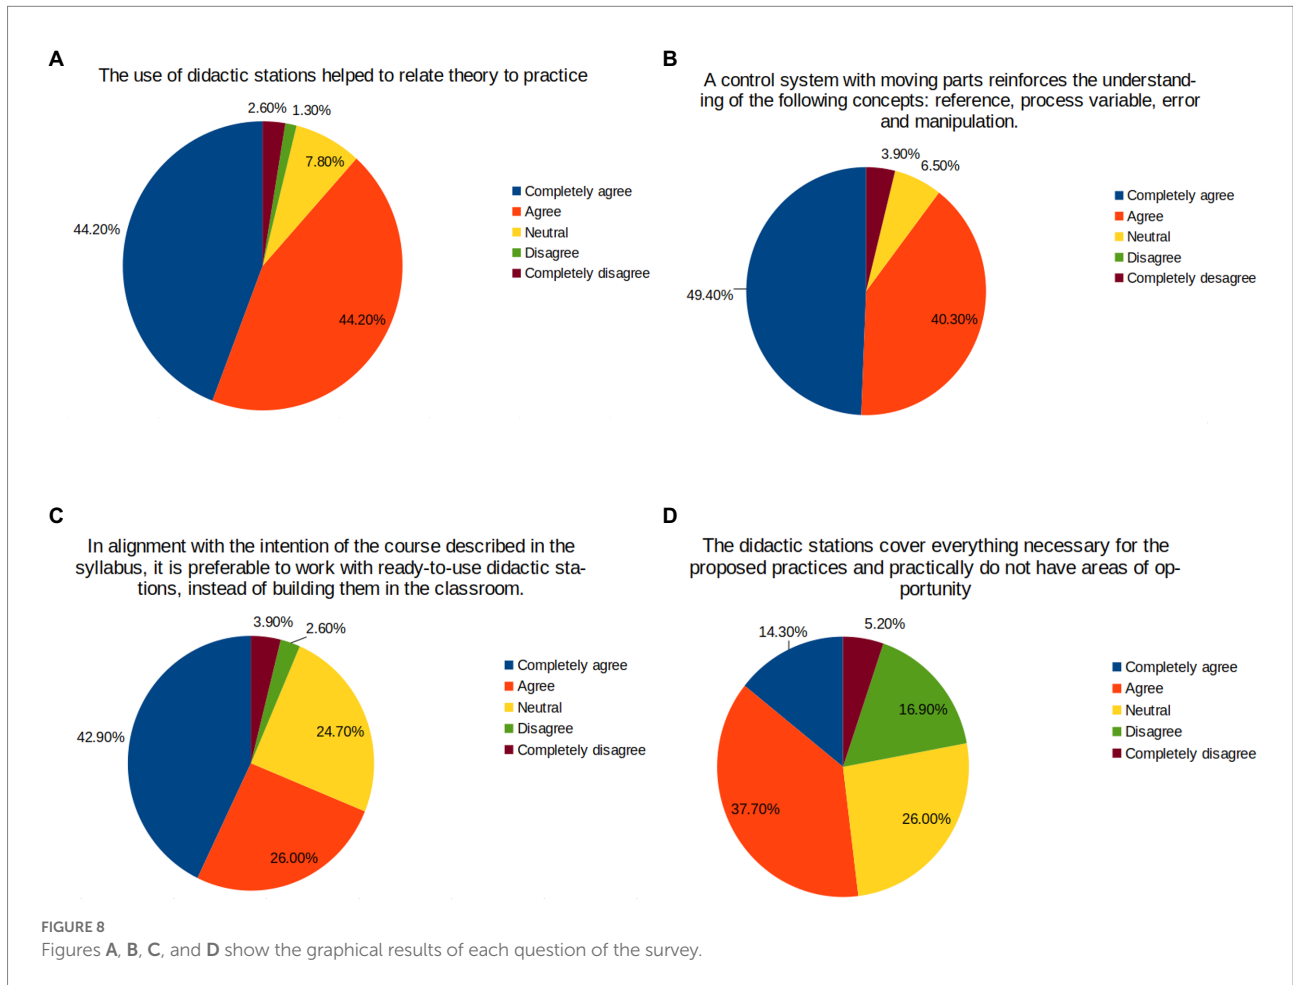 A
The use of didactic stations helped to relate theory to practice
2.60%
1.30%
7.80%
44.20%
44.20%
Completely agree
Agree
Neutral
Disagree
Completely disagree
B
A control system with moving parts reinforces the understand-
ing of the following concepts: reference, process variable, error
and manipulation.
3.90%
6.50%
49.40%
40.30%
Completely agree
Agree
Neutral
Disagree
Completely desagree
C
In alignment with the intention of the course described in the
syllabus, it is preferable to work with ready-to-use didactic sta-
tions, instead of building them in the classroom.
3.90%
2.60%
24.70%
42.90%
26.00%
Completely agree
Agree
Neutral
Disagree
Completely disagree
D
The didactic stations cover everything necessary for the
proposed practices and practically do not have areas of op-
portunity
14.30%
5.20%
16.90%
37.70%
26.00%
Completely agree
Agree
Neutral
Disagree
Completely disagree
FIGURE 8
Figures A, B, C, and D show the graphical results of each question of the survey.